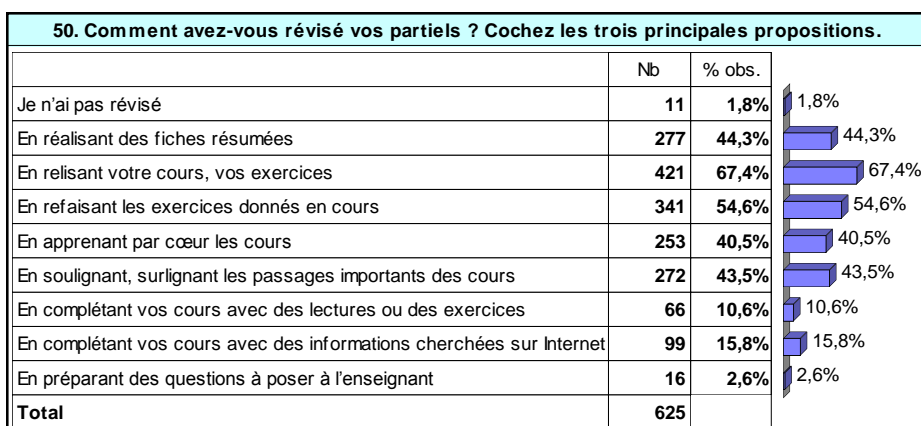 50. Comment avez-vous révisé vos partiels ? Cochez les trois principales propositions.
Nb % obs.
Je n'ai pas révisé 11 1,8% 1,8%
En réalisant des fiches résumées 277 44,3% 44,3%
En relisant votre cours, vos exercices 421 67,4% 67,4%
En refaisant les exercices donnés en cours 341 54,6% 54,6%
En apprenant par cœur les cours 253 40,5% 40,5%
En soulignant, surlignant les passages importants des cours 272 43,5% 43,5%
En complétant vos cours avec des lectures ou des exercices 66 10,6% 10,6%
En complétant vos cours avec des informations cherchées sur Internet 99 15,8% 15,8%
En préparant des questions à poser à l'enseignant 16 2,6% 2,6%
Total 625